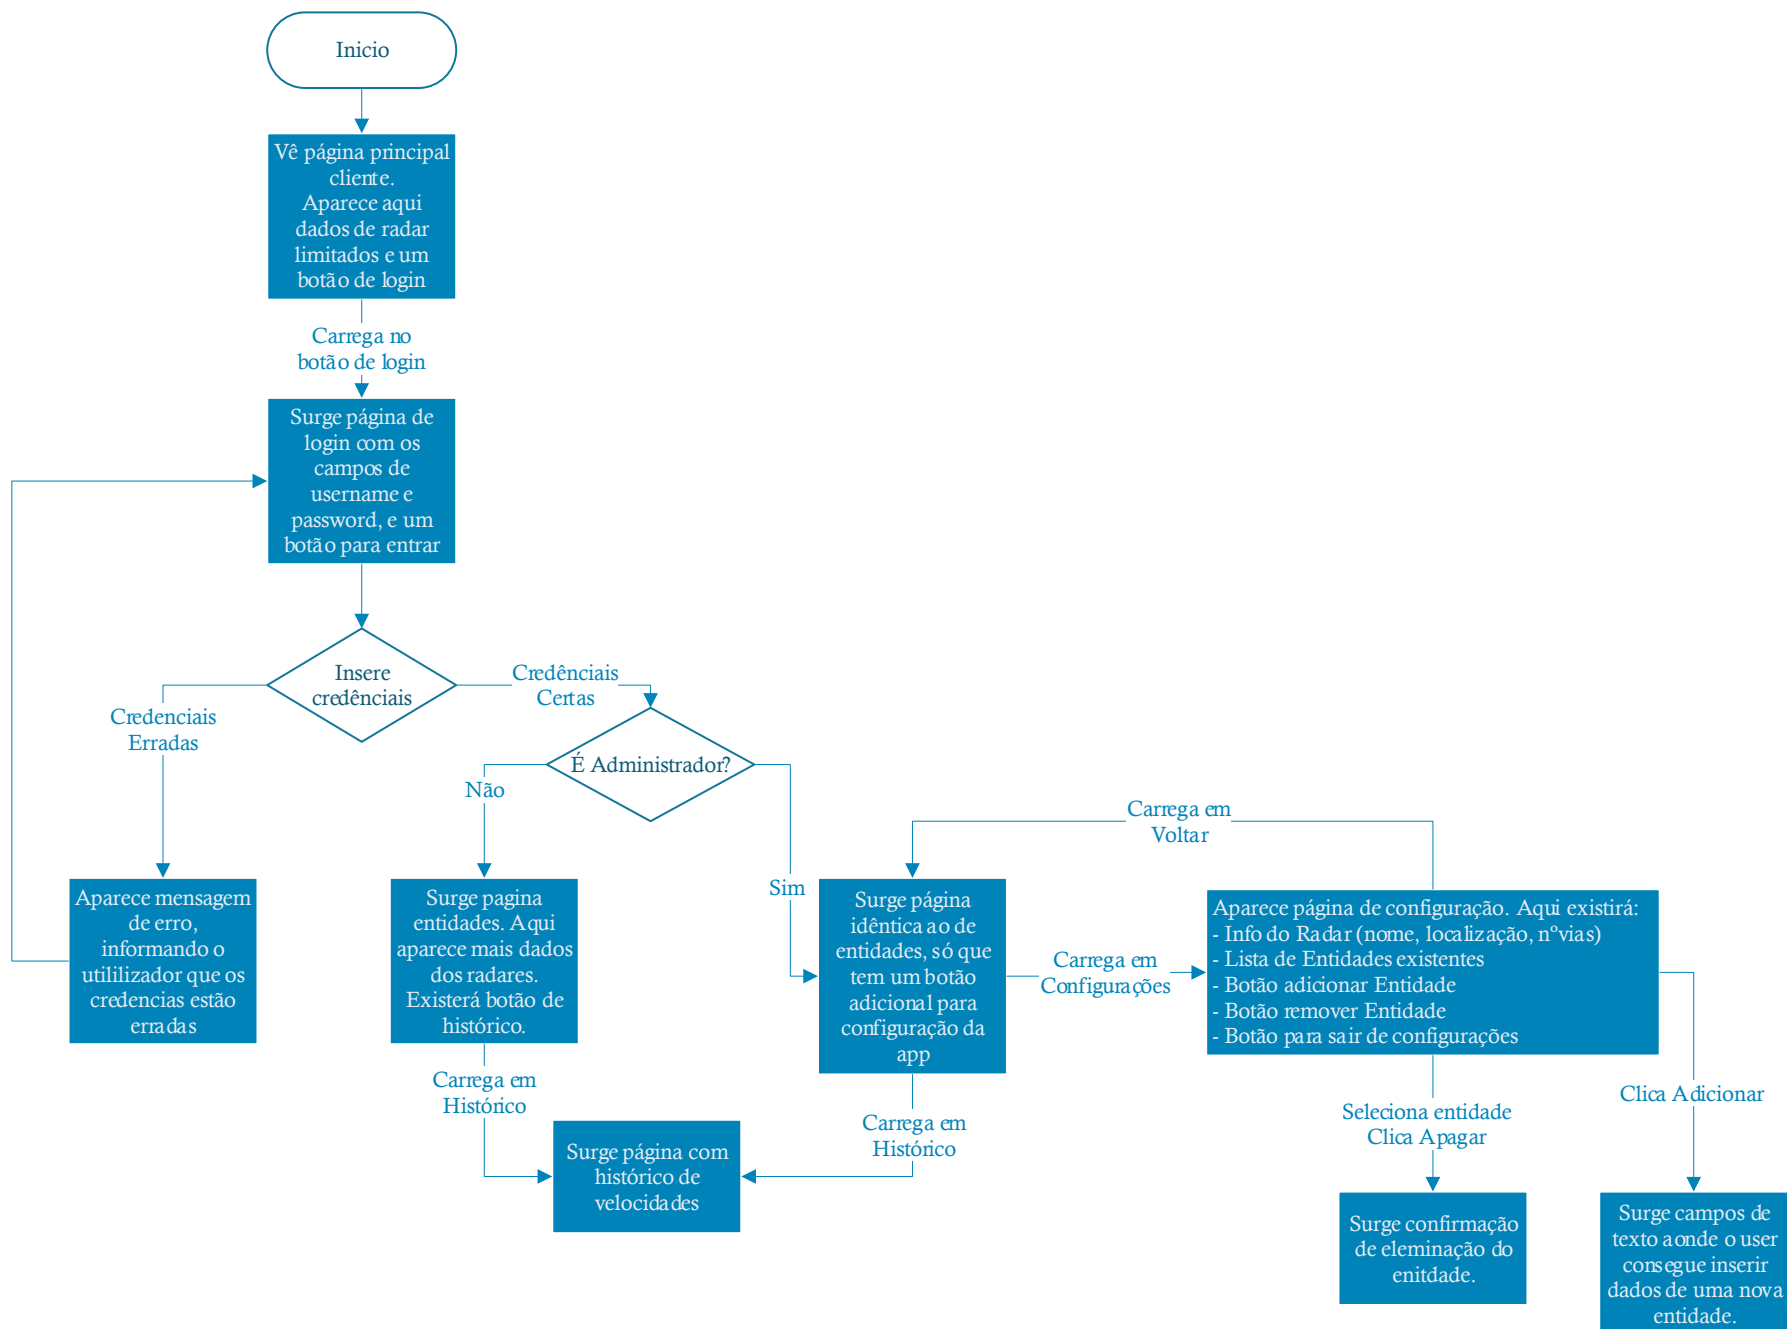 Inicio
Vê página principal
cliente.
Aparece aqui
dados de radar
limitados e um
botão de login
Carrega no
botão de login
Surge página de
login com os
campos de
username e
password, e um
botão para entrar
Insere
credênciais
Credênciais
Certas
Credenciais
Erradas
É Administrador?
Não
Sim
Carrega em
Voltar
Aparece mensagem
de erro,
informando o
utililizador que os
credencias estão
erradas
Surge pagina
entidades. Aqui
aparece mais dados
dos radares.
Existerá botão de
histórico.
Surge página
idêntica ao de
entidades, só que
tem um botão
adicional para
configuração da
app
Carrega em
Configurações
Aparece página de configuração. Aqui existirá:
- Info do Radar (nome, localização, nºvias)
- Lista de Entidades existentes
- Botão adicionar Entidade
- Botão remover Entidade
- Botão para sair de configurações
Carrega em
Histórico
Carrega em
Histórico
Seleciona entidade
Clica Apagar
Clica Adicionar
Surge página com
histórico de
velocidades
Surge confirmação
de eleminação do
enitdade.
Surge campos de
texto aonde o user
consegue inserir
dados de uma nova
entidade.